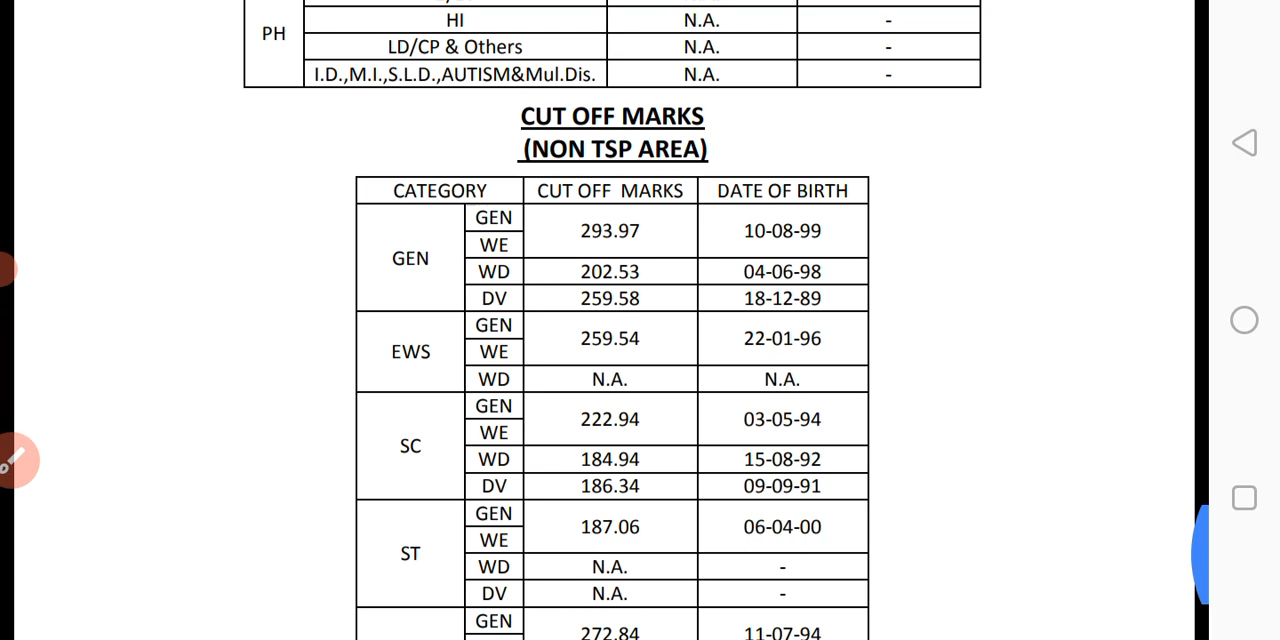 PH HI N.A. -
LD/CP & Others N.A. -
I.D.,M.I.,S.L.D.,AUTISM&Mul.Dis. N.A. -
CUT OFF MARKS
(NON TSP AREA)
CATEGORY CUT OFF MARKS DATE OF BIRTH
GEN GEN 293.97 10-08-99
WE
WD 202.53 04-06-98
DV 259.58 18-12-89
EWS GEN 259.54 22-01-96
WE
WD N.A. N.A.
SC GEN 222.94 03-05-94
WE
WD 184.94 15-08-92
DV 186.34 09-09-91
ST GEN 187.06 06-04-00
WE
WD N.A. -
DV N.A. -
GEN 272.84 11-07-94